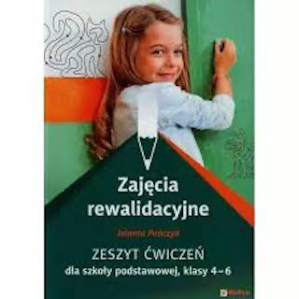 Zajęcia
rewalidacyjne
Jolanta Pańczyk
ZESZYT ĆWICZEŃ
dla szkoły podstawowej, klasy 4–6